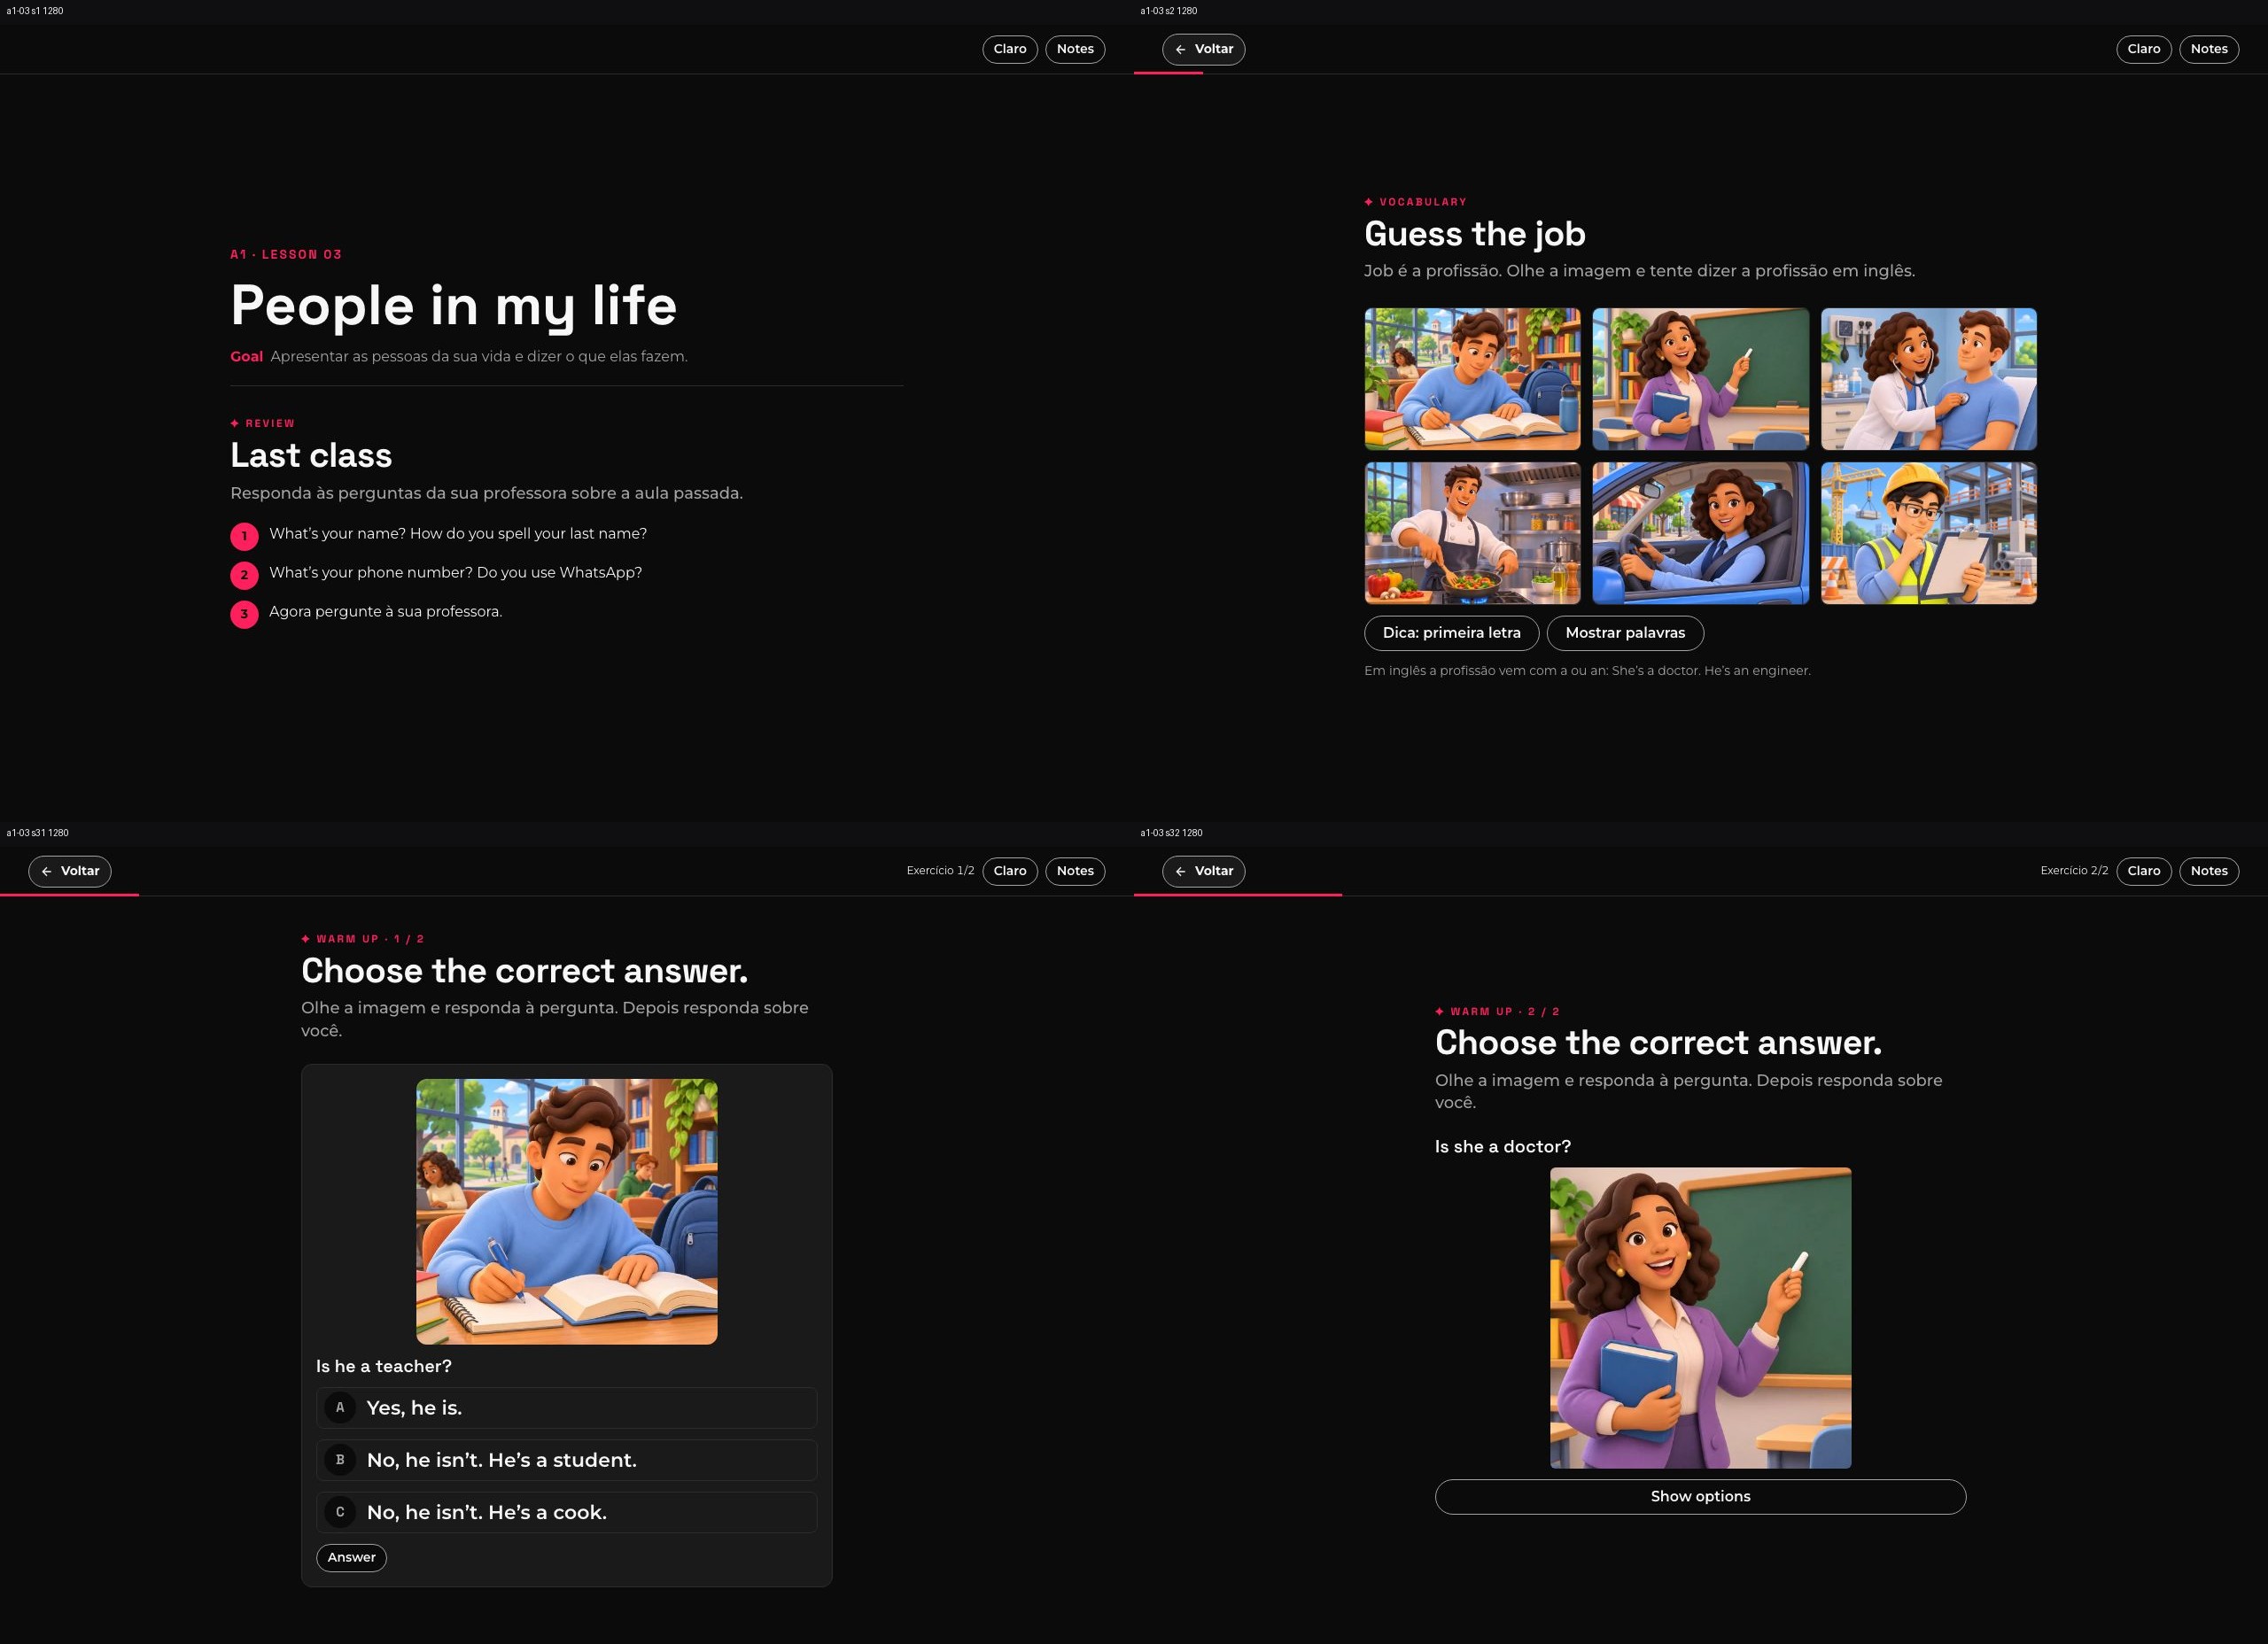 a1-03 s1 1280
Claro
Notes
A1 · LESSON 03
People in my life
Goal Apresentar as pessoas da sua vida e dizer o que elas fazem.
✦ REVIEW
Last class
Responda às perguntas da sua professora sobre a aula passada.
1 What’s your name? How do you spell your last name?
2 What’s your phone number? Do you use WhatsApp?
3 Agora pergunte à sua professora.
a1-03 s2 1280
← Voltar
Claro
Notes
✦ VOCABULARY
Guess the job
Job é a profissão. Olhe a imagem e tente dizer a profissão em inglês.
Dica: primeira letra
Mostrar palavras
Em inglês a profissão vem com a ou an: She’s a doctor. He’s an engineer.
a1-03 s31 1280
← Voltar
Exercício 1/2
Claro
Notes
✦ WARM UP · 1 / 2
Choose the correct answer.
Olhe a imagem e responda à pergunta. Depois responda sobre
você.
Is he a teacher?
A Yes, he is.
B No, he isn’t. He’s a student.
C No, he isn’t. He’s a cook.
Answer
a1-03 s32 1280
← Voltar
Exercício 2/2
Claro
Notes
✦ WARM UP · 2 / 2
Choose the correct answer.
Olhe a imagem e responda à pergunta. Depois responda sobre
você.
Is she a doctor?
Show options